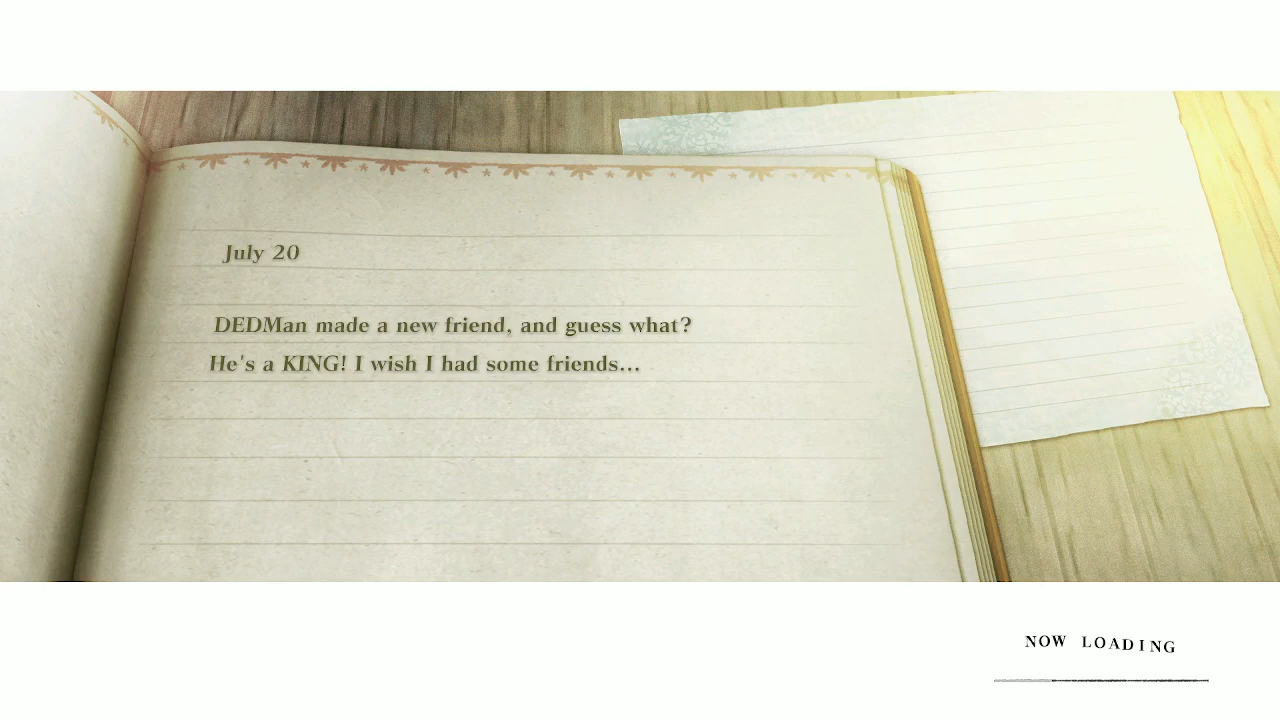 July 20
DEDMan made a new friend, and guess what?
He's a KING! I wish I had some friends...
NOW LOADING